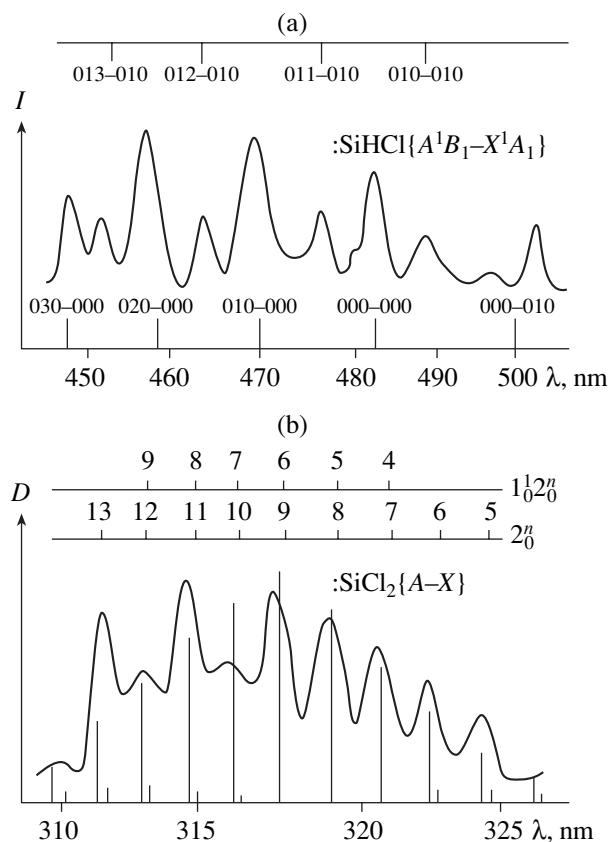 (a)
013–010 012–010 011–010 010–010
I
:SiHCl{A¹B₁–X¹A₁}
030–000 020–000 010–000 000–000 000–010
450 460 470 480 490 500 λ, nm
(b)
9 8 7 6 5 4
1₀¹2₀ⁿ
D
13 12 11 10 9 8 7 6 5
2₀ⁿ
:SiCl₂{A–X}
310 315 320 325 λ, nm